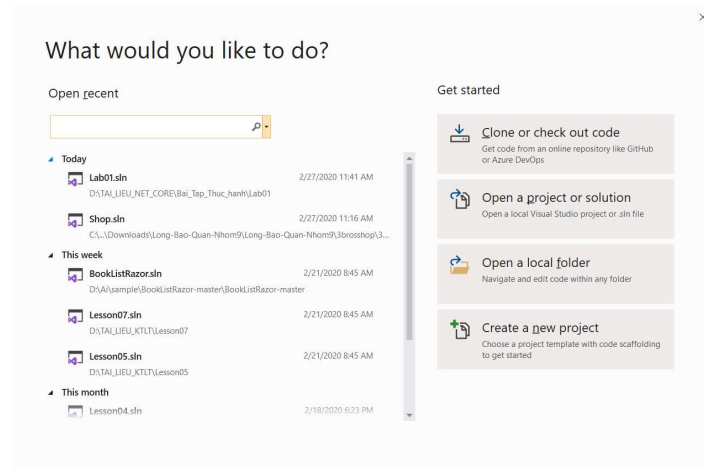 What would you like to do?
Open recent
Today
Lab01.sln 2/27/2020 11:41 AM
D:\TAI_LIEU_NET_CORE\Bai_Tap_Thuc_hanh\Lab01
Shop.sln 2/27/2020 11:16 AM
C:\...\Downloads\Long-Bao-Quan-Nhom9\Long-Bao-Quan-Nhom9\3brosshop\3...
This week
BookListRazor.sln 2/21/2020 8:45 AM
D:\Ai\sample\BookListRazor-master\BookListRazor-master
Lesson07.sln 2/21/2020 8:45 AM
D:\TAI_LIEU_KTLT\Lesson07
Lesson05.sln 2/21/2020 8:45 AM
D:\TAI_LIEU_KTLT\Lesson05
This month
Lesson04.sln 2/18/2020 6:23 PM
Get started
Clone or check out code
Get code from an online repository like GitHub
or Azure DevOps
Open a project or solution
Open a local Visual Studio project or .sln file
Open a local folder
Navigate and edit code within any folder
Create a new project
Choose a project template with code scaffolding
to get started